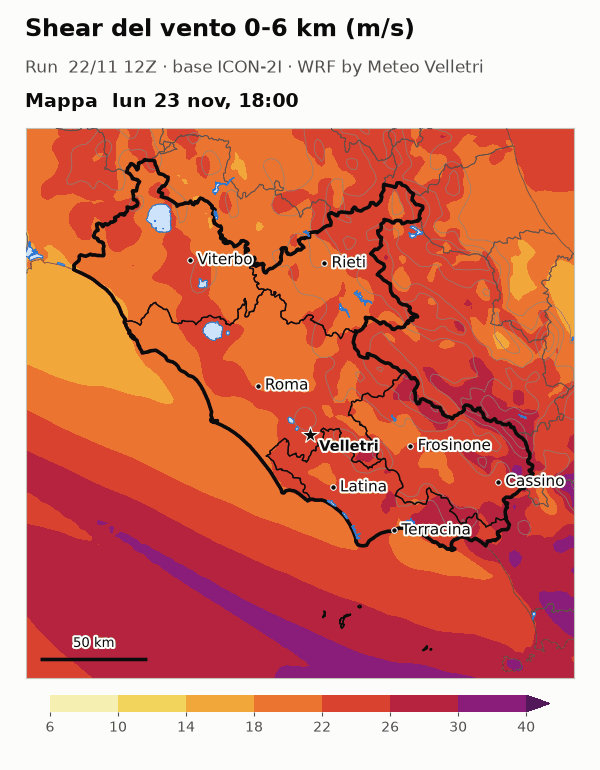 Shear del vento 0-6 km (m/s)
Run  22/11 12Z · base ICON-2I · WRF by Meteo Velletri
Mappa  lun 23 nov, 18:00
Viterbo
Rieti
Roma
Velletri
Frosinone
Cassino
Latina
Terracina
50 km
6 10 14 18 22 26 30 40